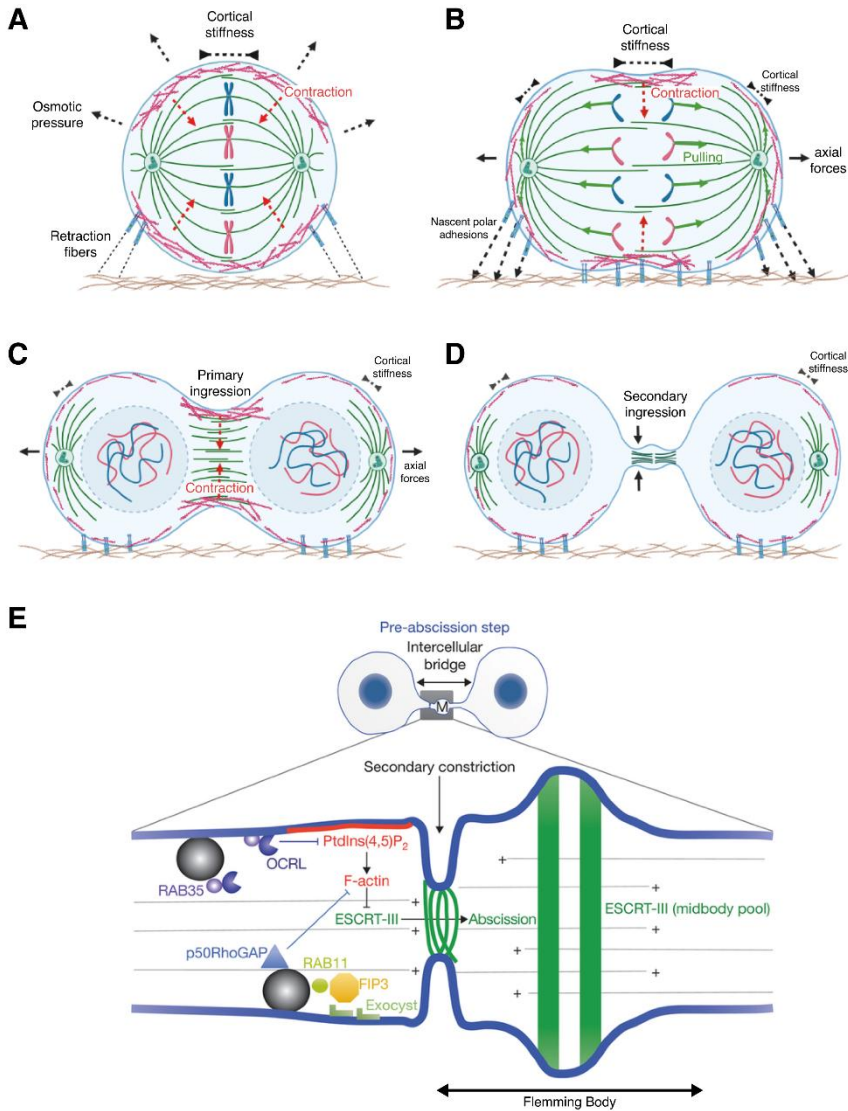 A
Cortical
stiffness
Osmotic
pressure
Contraction
Retraction
fibers
B
Cortical
stiffness
Cortical
stiffness
Contraction
Pulling
axial
forces
Nascent polar
adhesions
C
Primary
ingression
Cortical
stiffness
Contraction
axial
forces
D
Cortical
stiffness
Secondary
ingression
E
Pre-abscission step
Intercellular
bridge
M
Secondary constriction
PtdIns(4,5)P2
OCRL
RAB35
F-actin
+
ESCRT-III
Abscission
ESCRT-III (midbody pool)
+
+
+
+
p50RhoGAP
RAB11
FIP3
Exocyst
+
+
+
+
+
Flemming Body